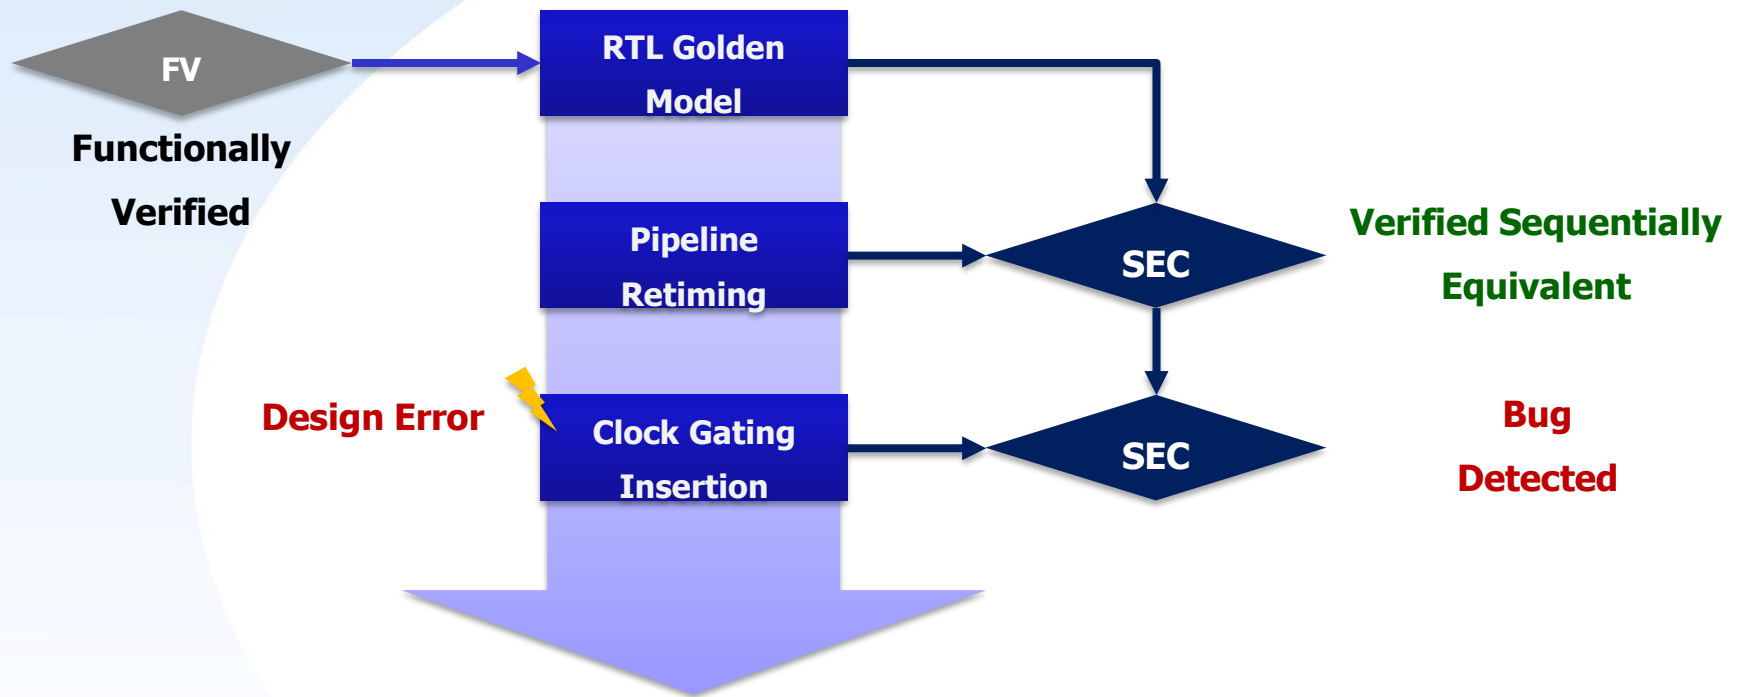 FV
Functionally
Verified
RTL Golden
Model
Pipeline
Retiming
SEC
Verified Sequentially
Equivalent
Design Error
Clock Gating
Insertion
SEC
Bug
Detected